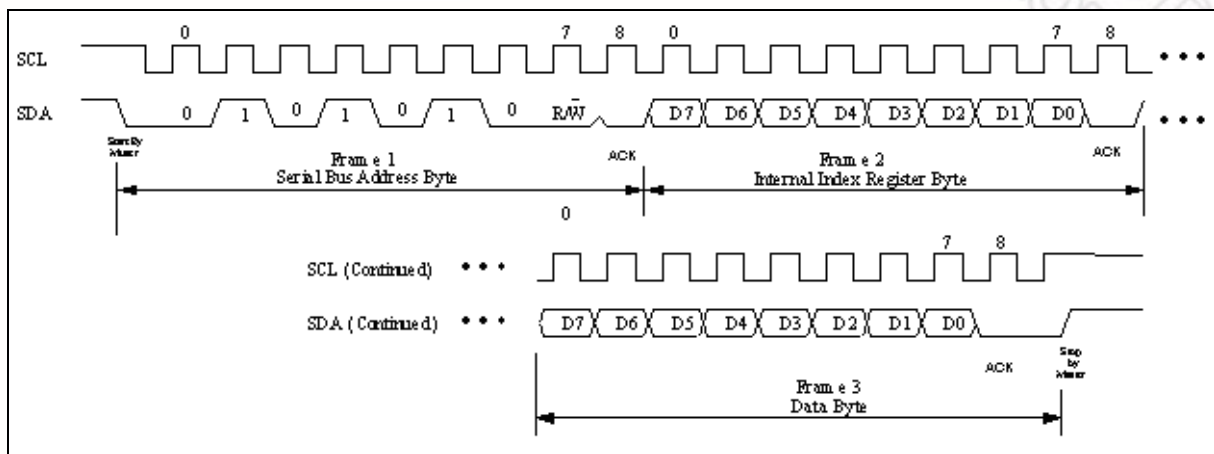 0 7 8 0 7 8
SCL
SDA 0 1 0 1 0 1 0 R/W D7 D6 D5 D4 D3 D2 D1 D0
Start By
Master
ACK ACK
Frame 1 Frame 2
Serial Bus Address Byte Internal Index Register Byte
0
7 8
SCL (Continued)
SDA (Continued) D7 D6 D5 D4 D3 D2 D1 D0
ACK
Stop
by
Master
Frame 3
Data Byte